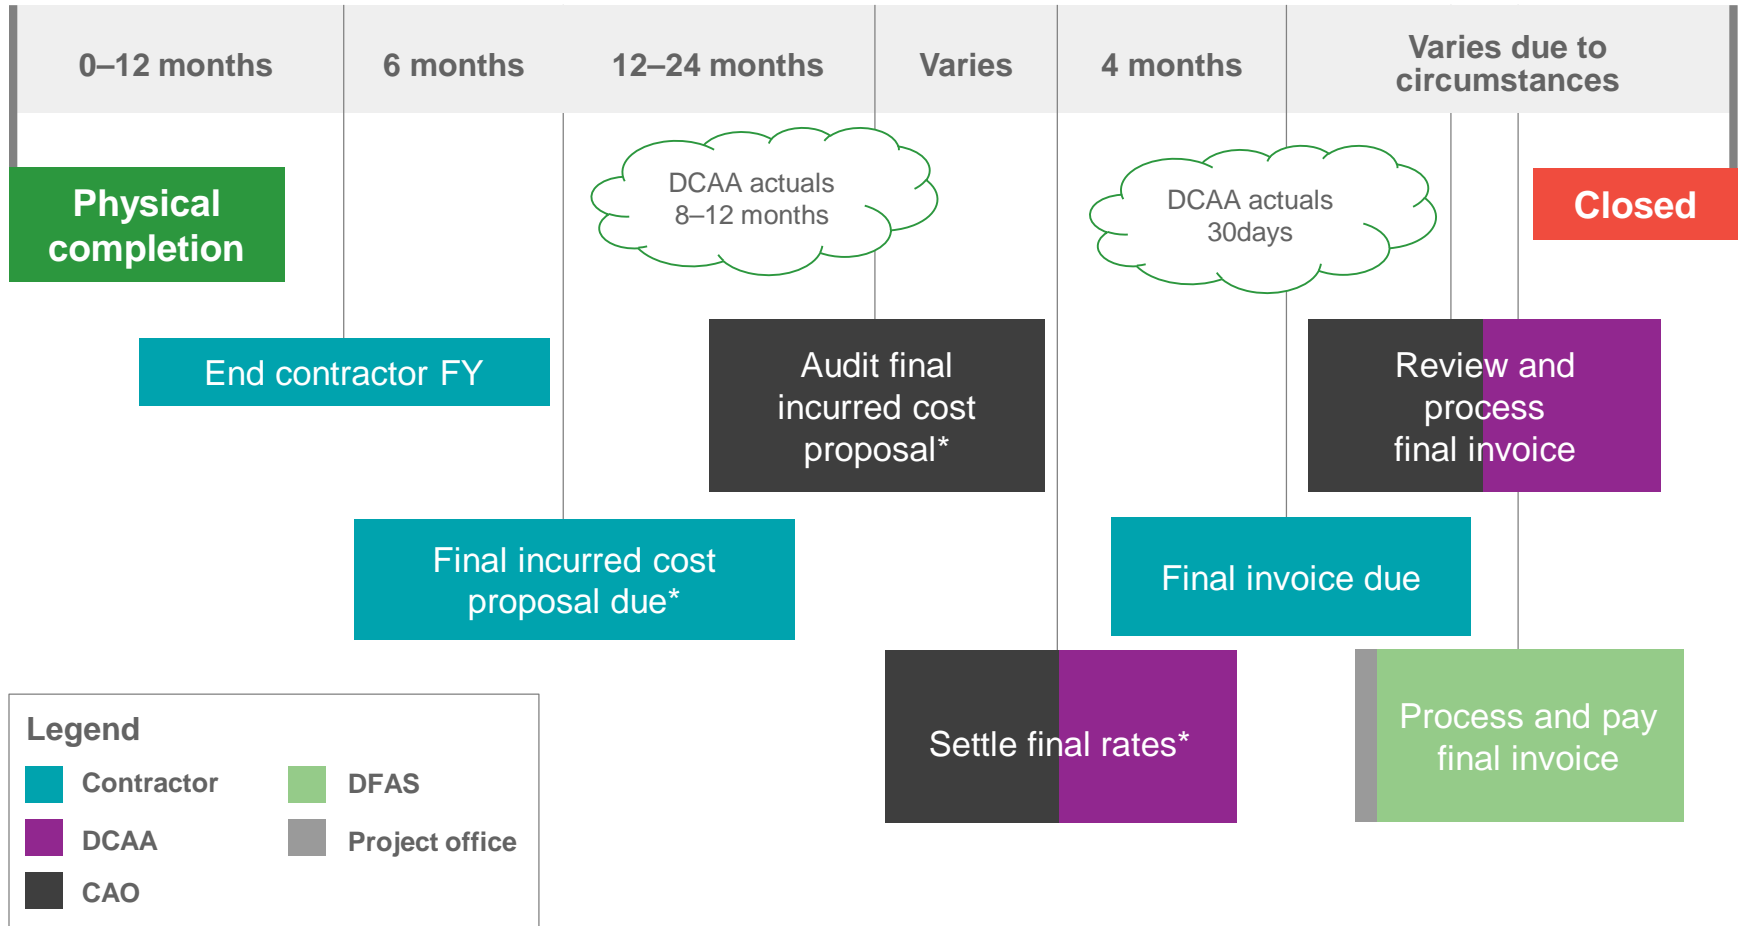 0–12 months
6 months
12–24 months
Varies
4 months
Varies due to
circumstances
Physical
completion
DCAA actuals
8–12 months
DCAA actuals
30days
Closed
End contractor FY
Audit final
incurred cost
proposal*
Review and
process
final invoice
Final incurred cost
proposal due*
Final invoice due
Settle final rates*
Process and pay
final invoice
Legend
Contractor
DCAA
CAO
DFAS
Project office